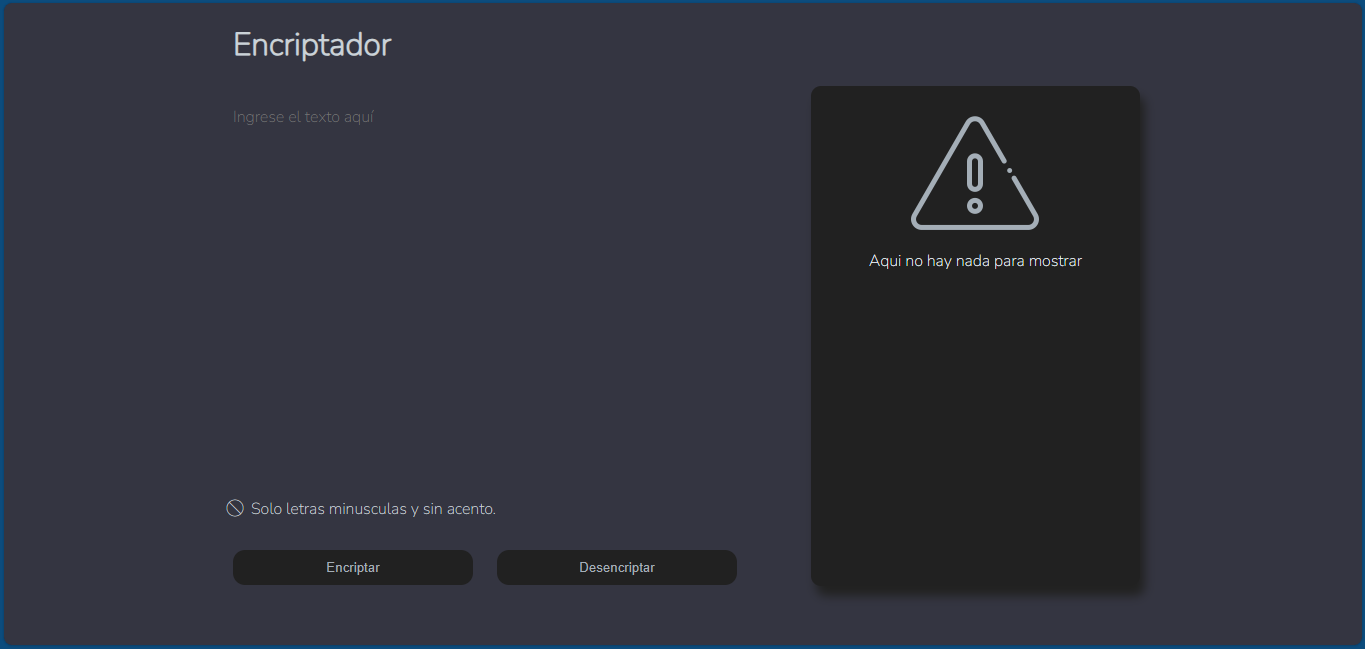 Encriptador
Ingrese el texto aquí
Aqui no hay nada para mostrar
Solo letras minusculas y sin acento.
Encriptar
Desencriptar